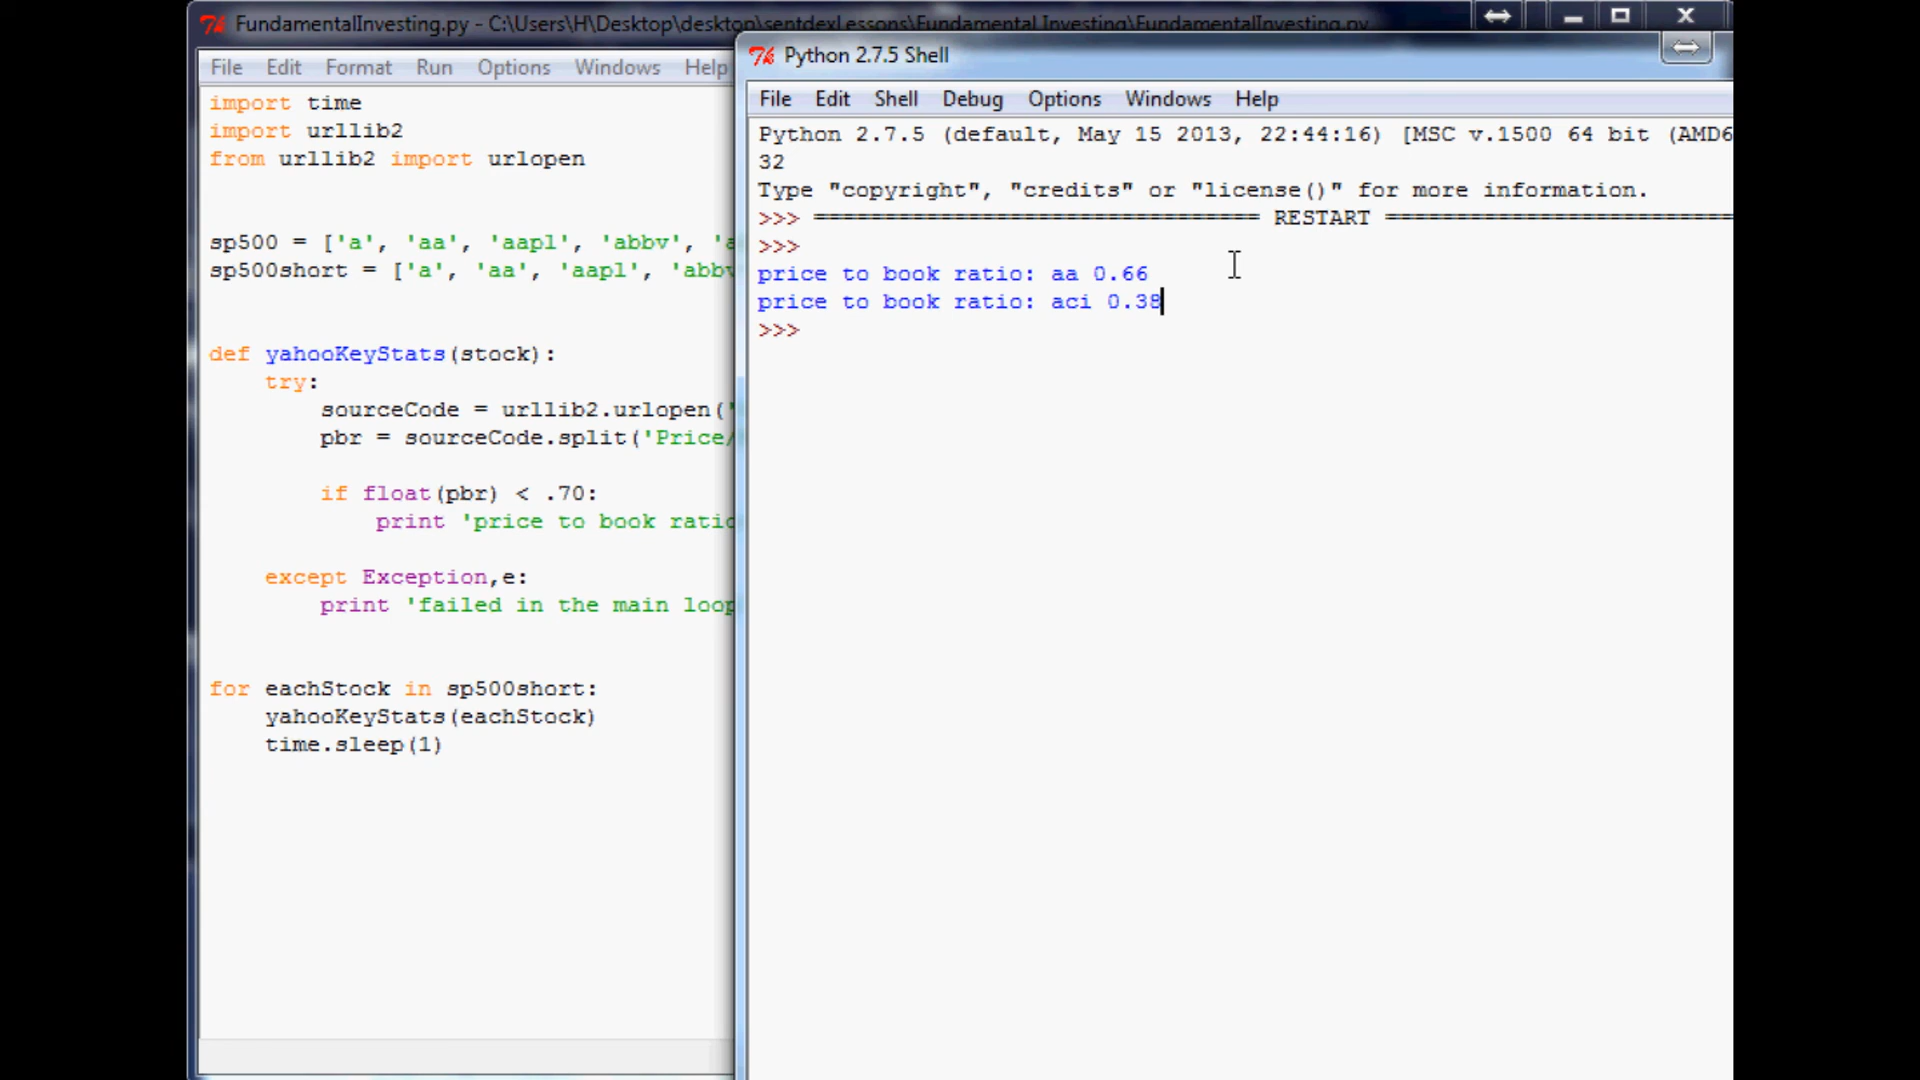 FundamentalInvesting.py - C:\Users\H\Desktop\desktop\sentdexLessons\Fundamental Investing\FundamentalInvesting.py
File Edit Format Run Options Windows Help
import time
import urllib2
from urllib2 import urlopen
sp500 = ['a', 'aa', 'aapl', 'abbv', 'a
sp500short = ['a', 'aa', 'aapl', 'abbv
def yahooKeyStats(stock):
try:
sourceCode = urllib2.urlopen('
pbr = sourceCode.split('Price/
if float(pbr) < .70:
print 'price to book ratio
except Exception,e:
print 'failed in the main loop
for eachStock in sp500short:
yahooKeyStats(eachStock)
time.sleep(1)
Python 2.7.5 Shell
File Edit Shell Debug Options Windows Help
Python 2.7.5 (default, May 15 2013, 22:44:16) [MSC v.1500 64 bit (AMD6
32
Type "copyright", "credits" or "license()" for more information.
>>> ================================ RESTART =========================
>>>
price to book ratio: aa 0.66
price to book ratio: aci 0.38
>>>